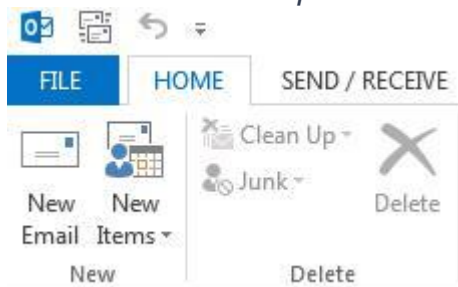 FILE HOME SEND / RECEIVE
Clean Up
Junk
New Email
New Items
Delete
New Delete